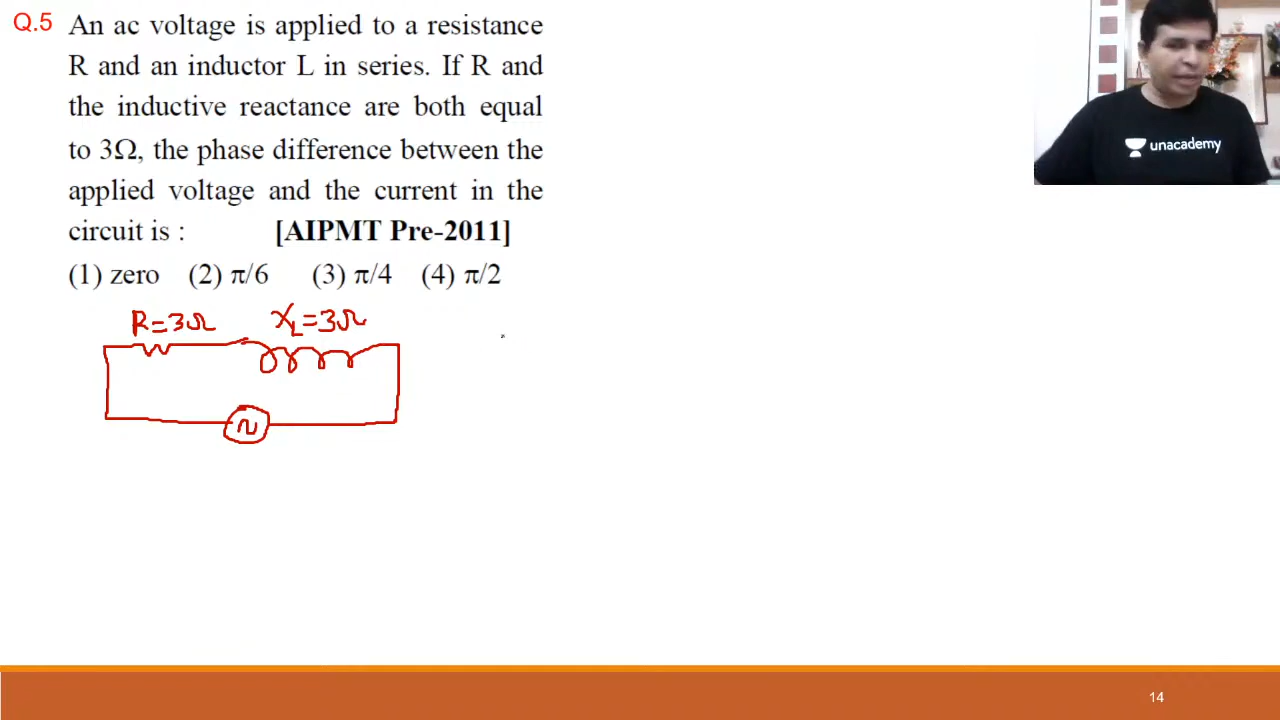 Q.5 An ac voltage is applied to a resistance
R and an inductor L in series. If R and
the inductive reactance are both equal
to 3Ω, the phase difference between the
applied voltage and the current in the
circuit is : [AIPMT Pre-2011]
(1) zero (2) π/6 (3) π/4 (4) π/2
R=3Ω X_L=3Ω
unacademy
14